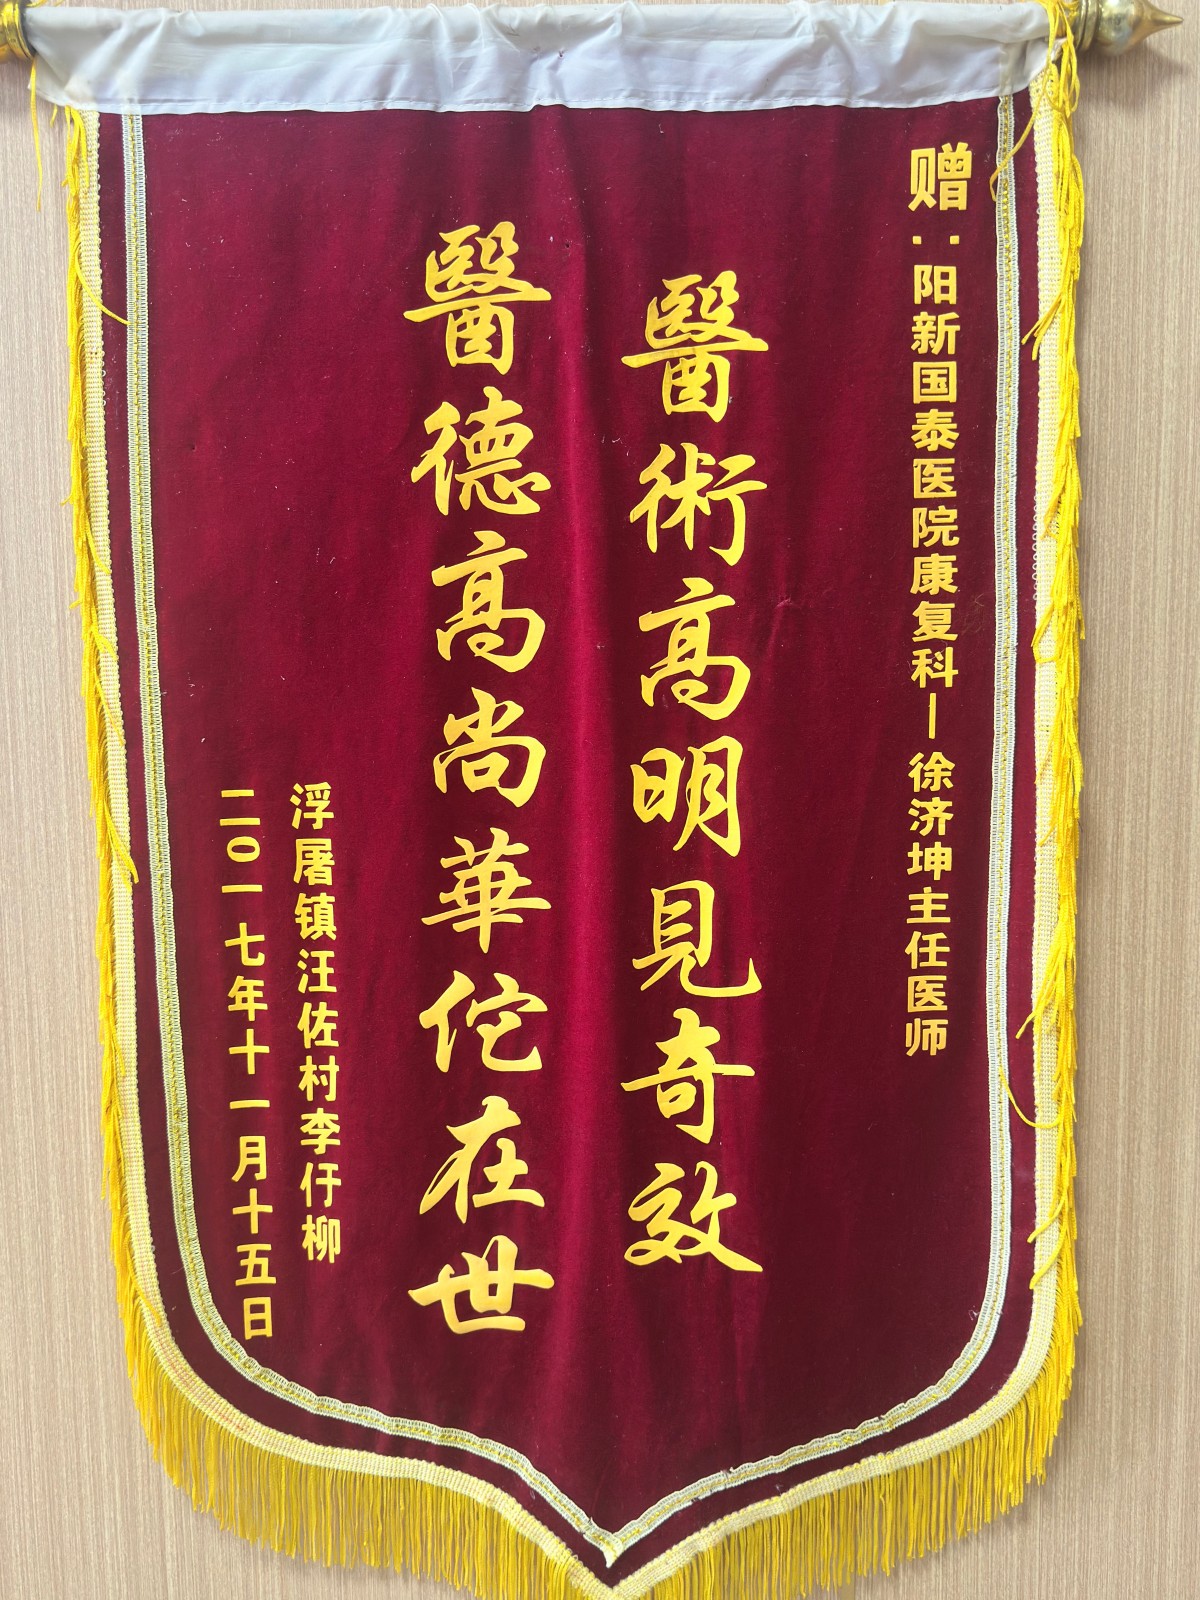 赠：阳新国泰医院康复科—徐济坤主任医师
醫術高明見奇效
醫德高尚華佗在世
浮屠镇汪佐村李仔柳
二〇一七年十一月十五日